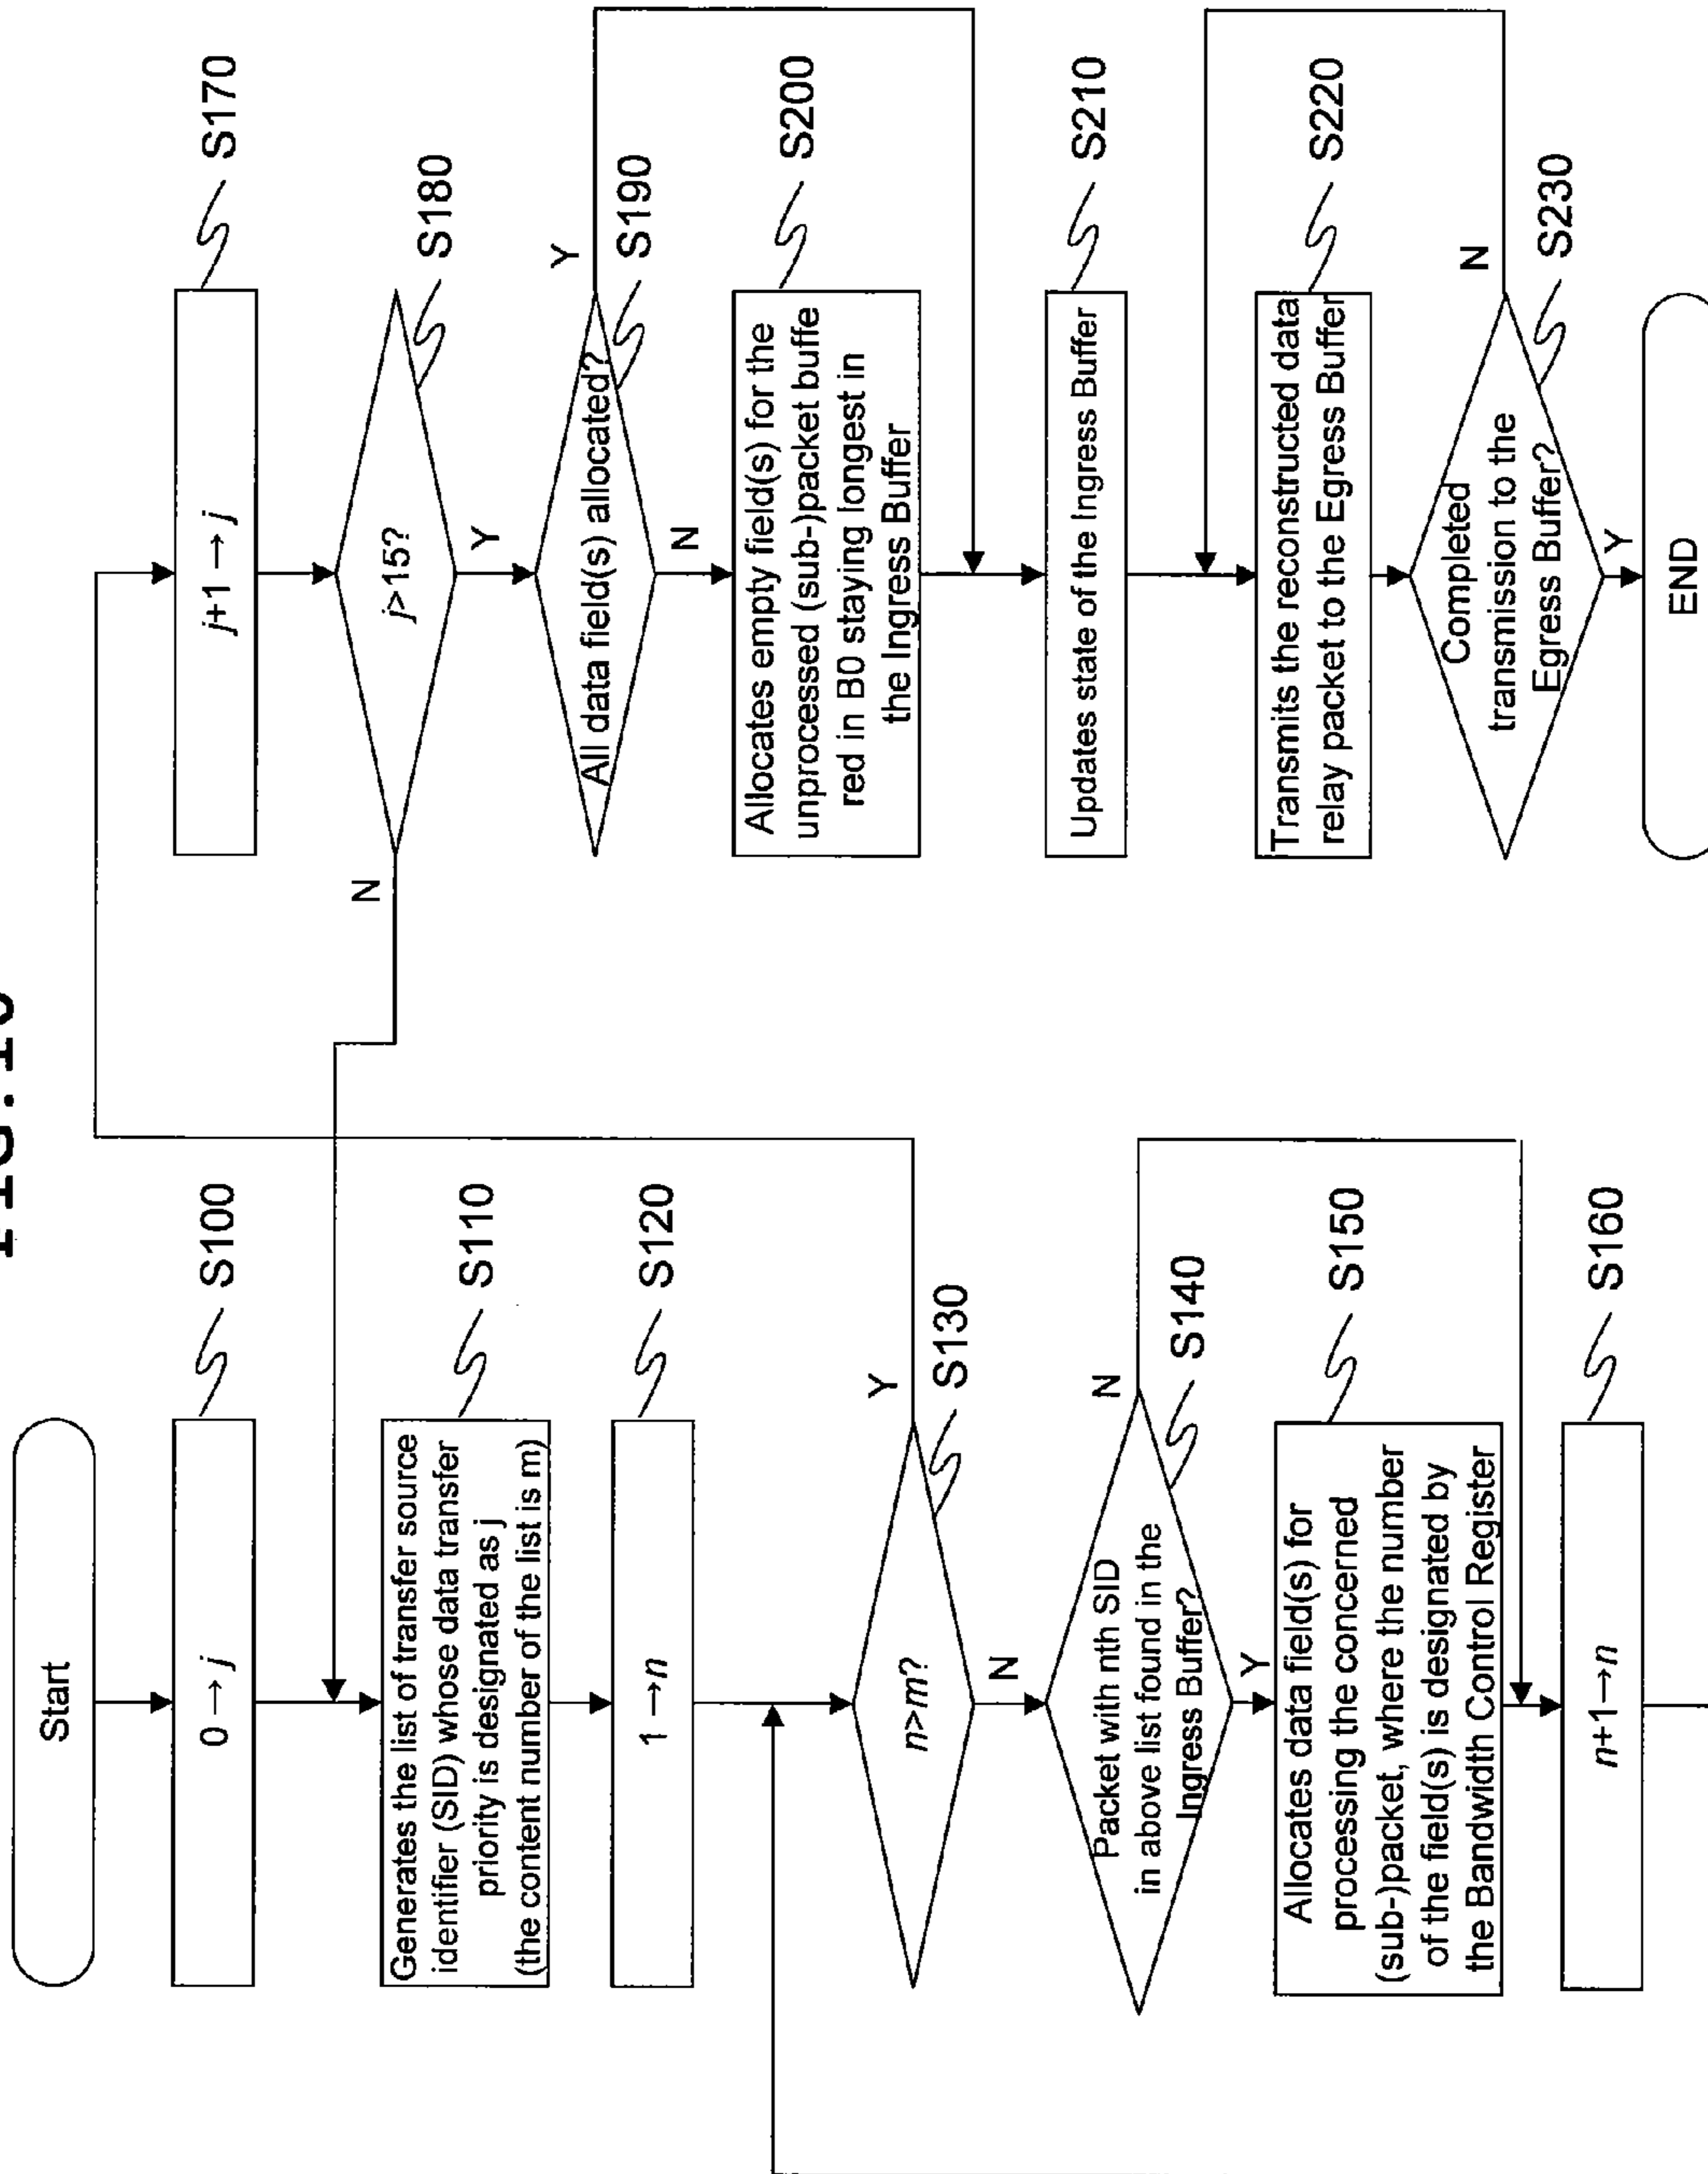 Start
0→j
S100
Generates the list of transfer source
identifier (SID) whose data transfer
priority is designated as j
(the content number of the list is m)
S110
1→n
S120
n>m?
Y
N
S130
Packet with nth SID
in above list found in the
Ingress Buffer?
N
Y
S140
Allocates data field(s) for
processing the concerned
(sub-)packet, where the number
of the field(s) is designated by
the Bandwidth Control Register
S150
n+1→n
S160
j+1→j
S170
j>15?
N
Y
S180
All data field(s) allocated?
Y
N
S190
Allocates empty field(s) for the
unprocessed (sub-)packet buffe
red in B0 staying longest in
the Ingress Buffer
S200
Updates state of the Ingress Buffer
S210
Transmits the reconstructed data
relay packet to the Egress Buffer
S220
Completed
transmission to the
Egress Buffer?
N
Y
S230
END